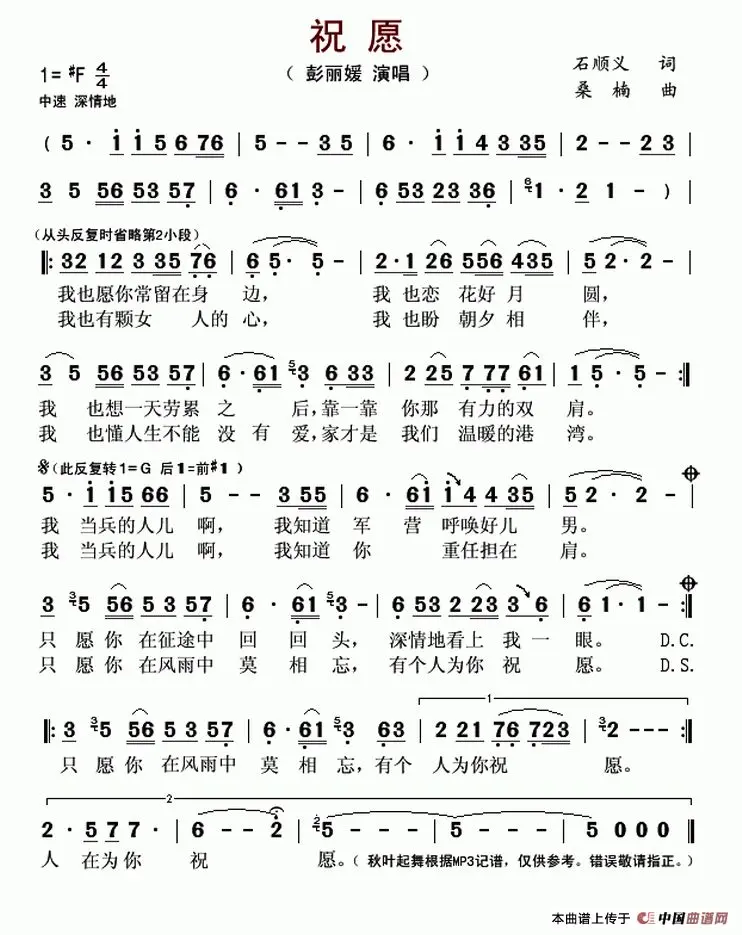 祝 愿
1= #F 4/4
( 彭丽媛 演唱 )
石顺义 词
中速 深情地
桑 楠 曲
( 5 · i i 5 6 76 | 5 - - 3 5 | 6 · i i 4 3 35 | 2 - - 2 3 |
3 5 56 53 57 | 6 · 61 3 - | 6 53 23 36 | 6 1 · 2 1 - )
(从头反复时省略第2小段)
‖: 32 12 3 35 76 | 6 5 · 5 - | 2 · 1 26 556 435 | 5 2 · 2 - |
我也愿你常留在身 边, 我 也恋 花好 月 圆,
我也有颗女 人的 心, 我 也盼 朝夕 相 伴,
3 5 56 53 57 | 6 · 61 5 3 6 33 | 2 25 7 77 61 | 1 5 · 5 - :‖
我 也想一天劳累 之 后,靠一靠 你那 有力的双 肩。
我 也懂人生不能 没 有 爱,家才是 我们 温暖的港 湾。
𝄋 (此反复转1=G 后1=前#1 )
5 · i i5 66 | 5 - - 3 55 | 6 · 6i i 4 4 35 | 5 2 · 2 - |
我 当兵的人儿 啊, 我知道 军 营 呼唤好儿 男。
我 当兵的人儿 啊, 我知道 你 重任担在 肩。
3 3 5 56 5 3 57 | 6 · 61 5 3 - | 6 53 2 23 3 6 | 6 1 · 1 - :‖
只 愿你 在征途中 回 回 头, 深情地看上 我 一 眼。 D.C.
只 愿你 在风雨中 莫 相 忘, 有个人为你 祝 愿。 D.S.
1
‖: 3 3 5 56 5 3 57 | 6 · 61 5 3 63 | 2 21 76 723 | 3 2 - - - :‖
只 愿你 在风雨中 莫 相 忘,有个 人为你祝 愿。
2
2 · 5 7 7 · | 6 - - 2 | 2 5 - - - | 5 - - - | 5 0 0 0 ‖
人 在为你 祝 愿。( 秋叶起舞根据MP3记谱，仅供参考。错误敬请指正。)
本曲谱上传于 中国曲谱网